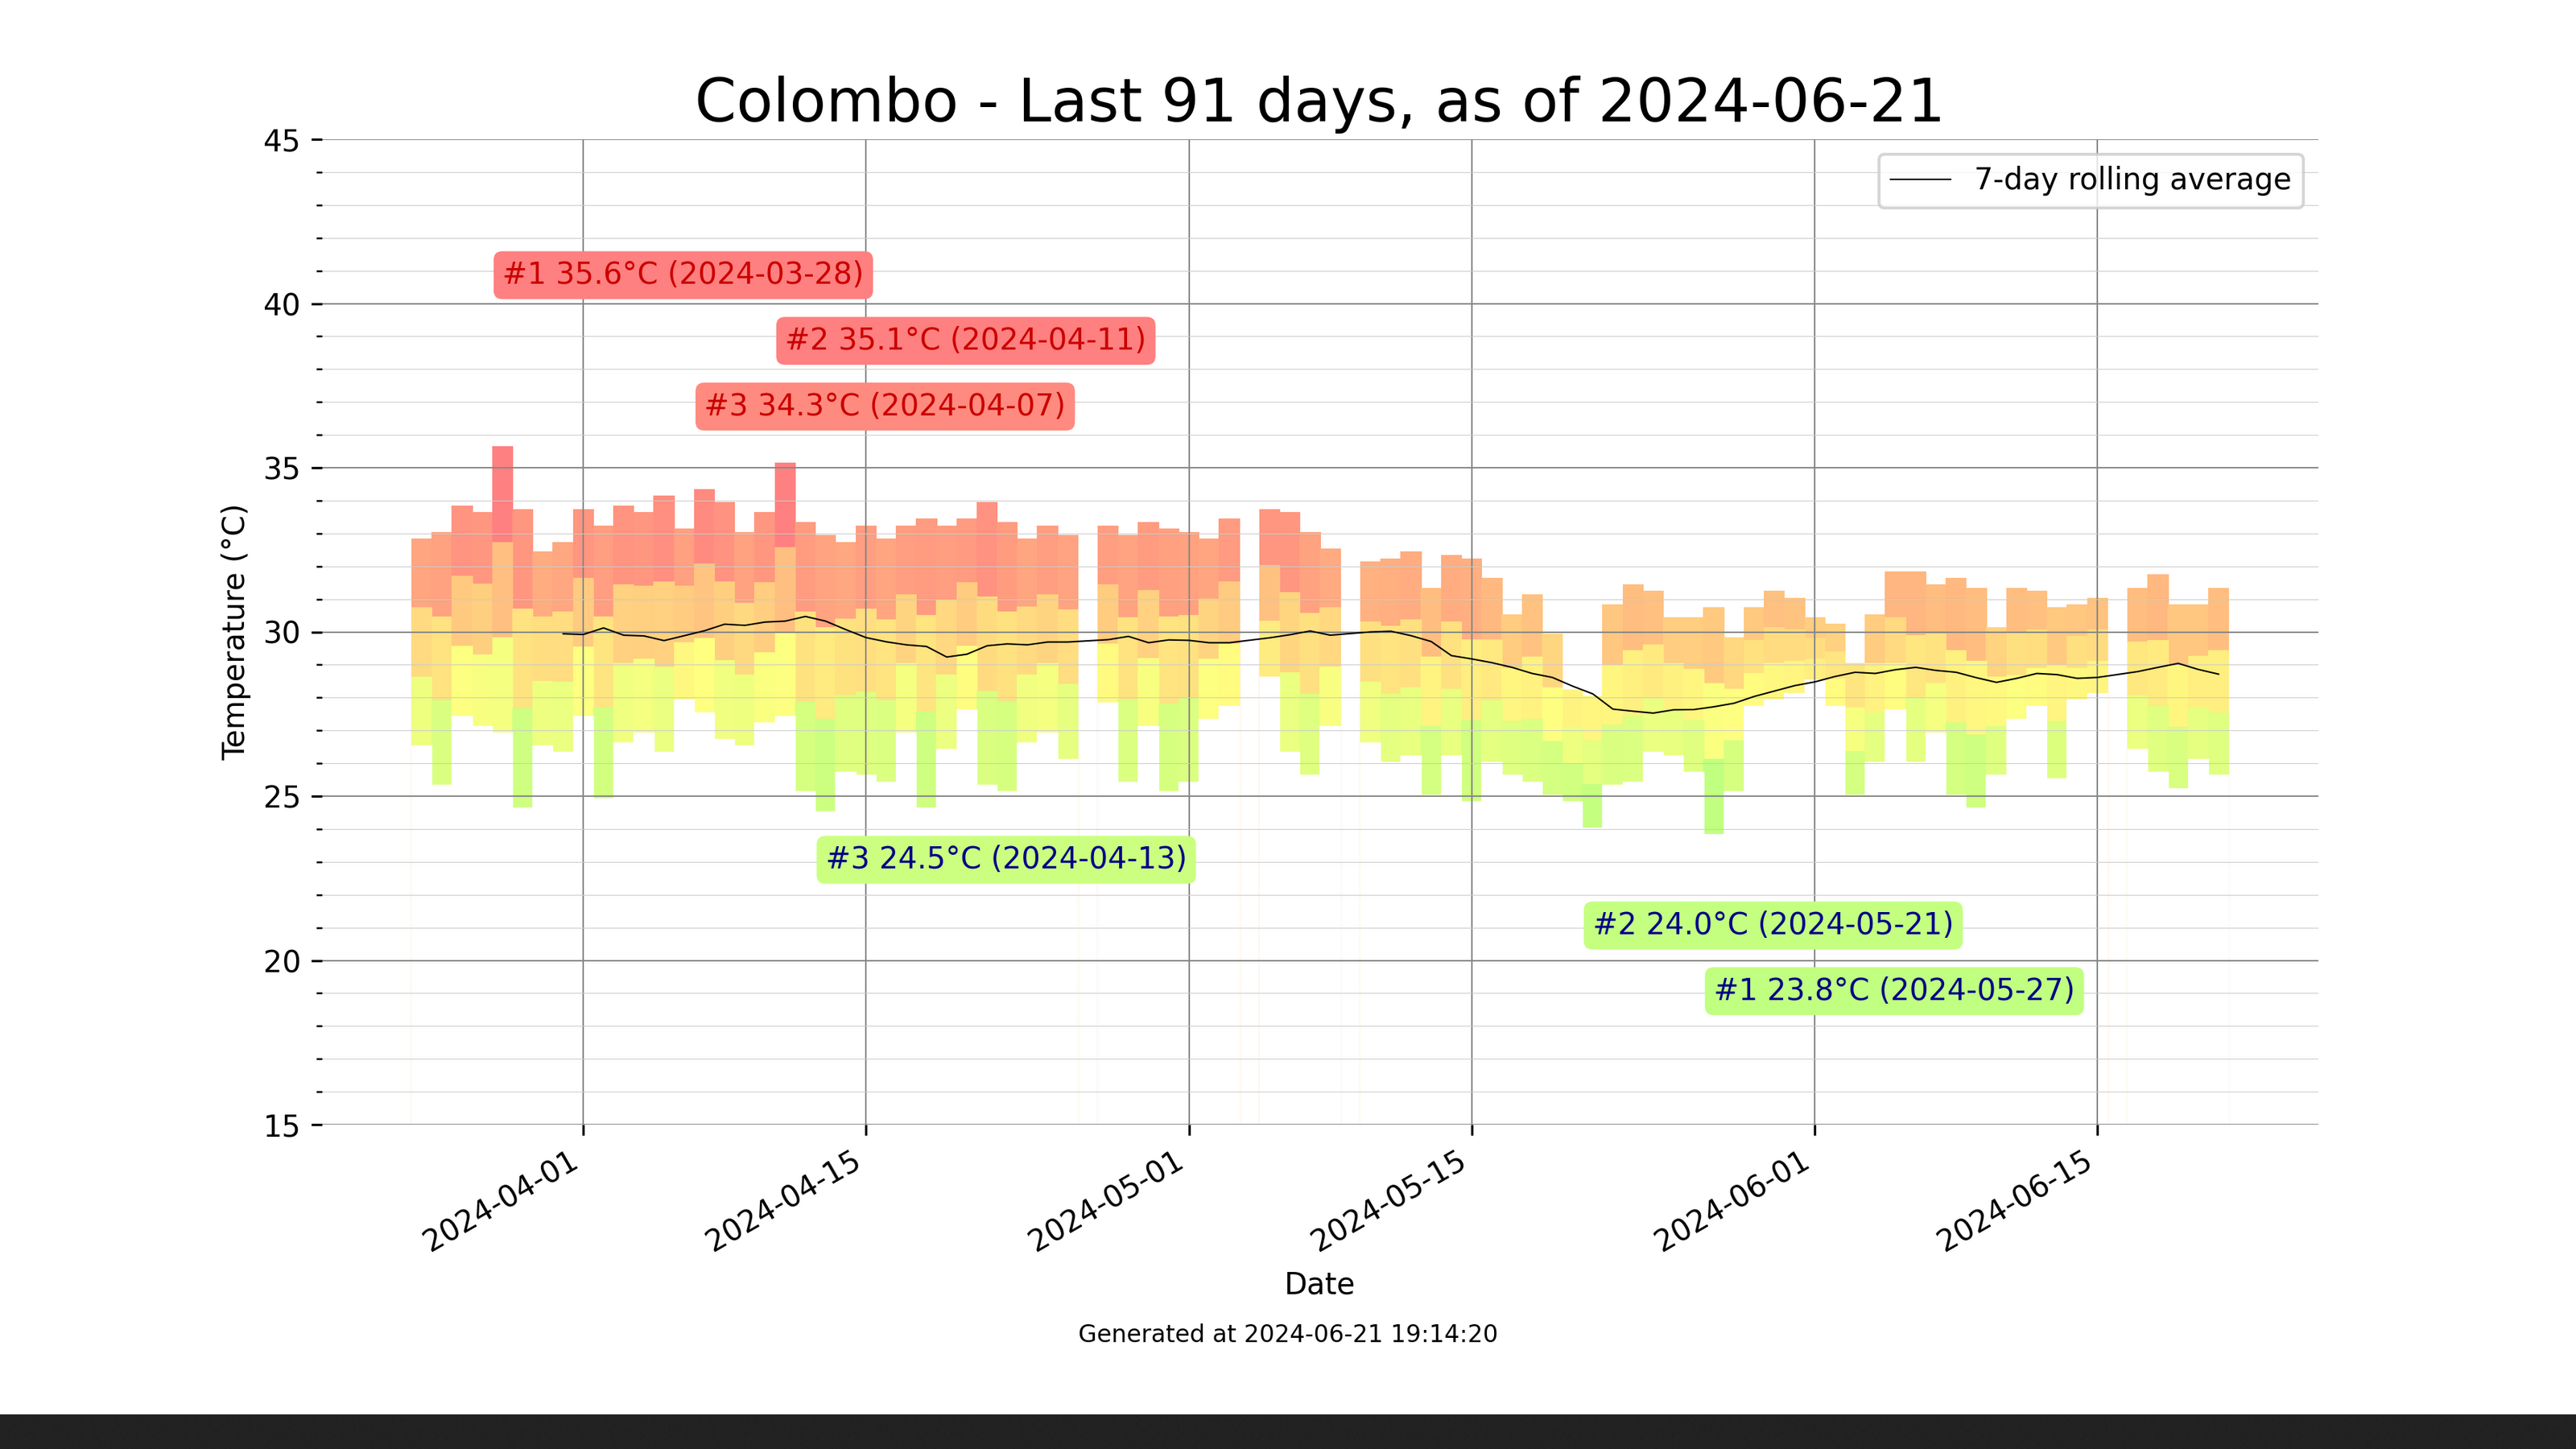 Colombo - Last 91 days, as of 2024-06-21
45
7-day rolling average
#1 35.6°C (2024-03-28)
40
#2 35.1°C (2024-04-11)
#3 34.3°C (2024-04-07)
35
Temperature (°C)
30
25
#3 24.5°C (2024-04-13)
#2 24.0°C (2024-05-21)
20
#1 23.8°C (2024-05-27)
15
2024-04-01
2024-04-15
2024-05-01
2024-05-15
2024-06-01
2024-06-15
Date
Generated at 2024-06-21 19:14:20